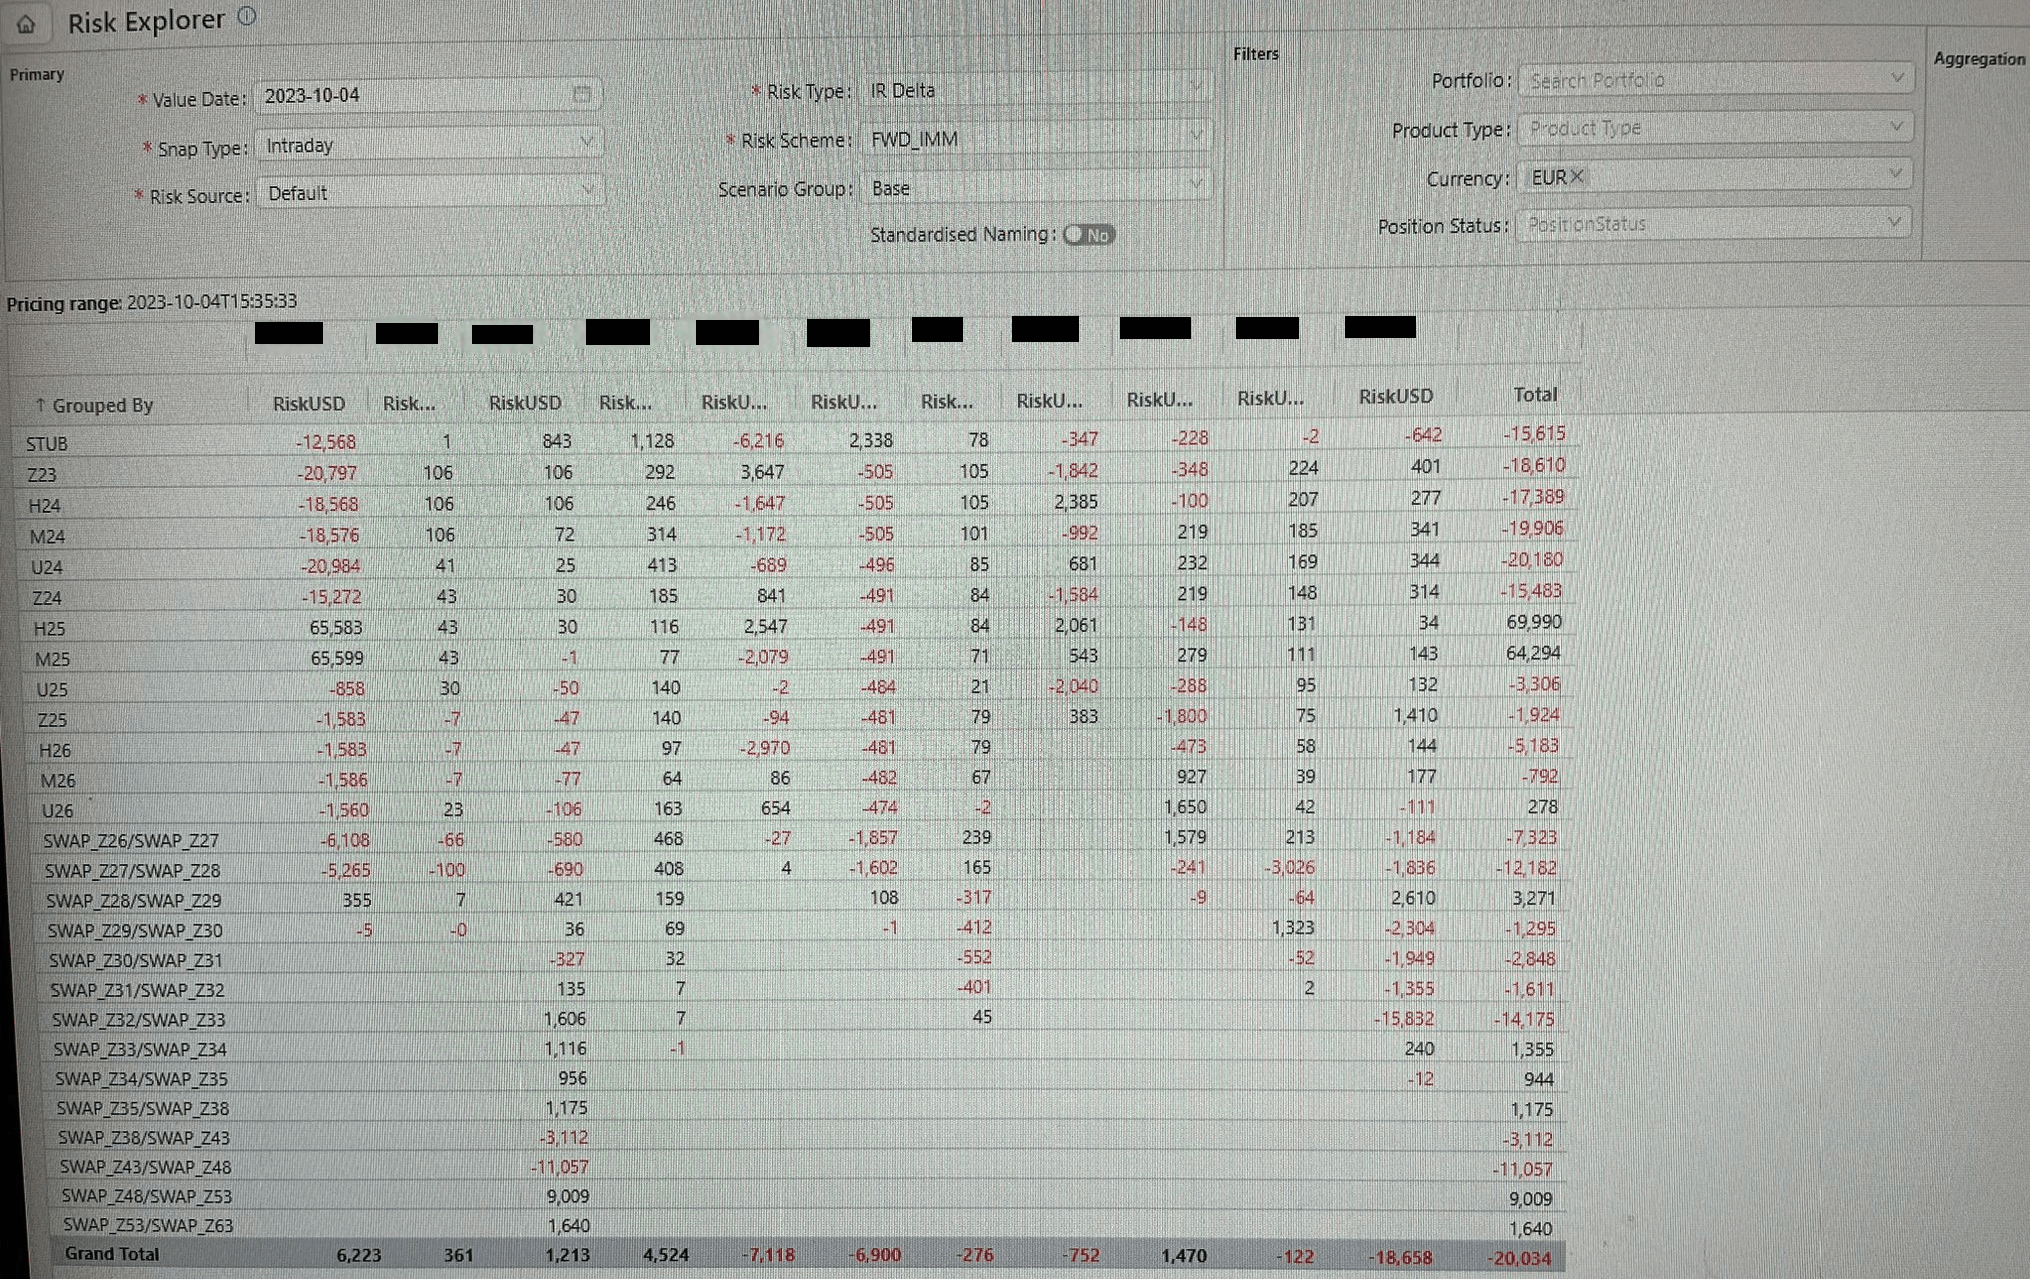 Risk Explorer
Primary
Filters
Aggregation
* Value Date: 2023-10-04
* Snap Type: Intraday
* Risk Source: Default
* Risk Type: IR Delta
* Risk Scheme: FWD_IMM
Scenario Group: Base
Standardised Naming: No
Portfolio: Search Portfolio
Product Type: Product Type
Currency: EUR×
Position Status: PositionStatus
Pricing range: 2023-10-04T15:35:33
↑ Grouped By RiskUSD Risk... RiskUSD Risk... RiskU... RiskU... Risk... RiskU... RiskU... RiskU... RiskUSD Total
STUB -12,568 1 843 1,128 -6,216 2,338 78 -347 -228 -2 -642 -15,615
Z23 -20,797 106 106 292 3,647 -505 105 -1,842 -348 224 401 -18,610
H24 -18,568 106 106 246 -1,647 -505 105 2,385 -100 207 277 -17,389
M24 -18,576 106 72 314 -1,172 -505 101 -992 219 185 341 -19,906
U24 -20,984 41 25 413 -689 -496 85 681 232 169 344 -20,180
Z24 -15,272 43 30 185 841 -491 84 -1,584 219 148 314 -15,483
H25 65,583 43 30 116 2,547 -491 84 2,061 -148 131 34 69,990
M25 65,599 43 -1 77 -2,079 -491 71 543 279 111 143 64,294
U25 -858 30 -50 140 -2 -484 21 -2,040 -288 95 132 -3,306
Z25 -1,583 -7 -47 140 -94 -481 79 383 -1,800 75 1,410 -1,924
H26 -1,583 -7 -47 97 -2,970 -481 79 -473 58 144 -5,183
M26 -1,586 -7 -77 64 86 -482 67 927 39 177 -792
U26 -1,560 23 -106 163 654 -474 -2 1,650 42 -111 278
SWAP_Z26/SWAP_Z27 -6,108 -66 -580 468 -27 -1,857 239 1,579 213 -1,184 -7,323
SWAP_Z27/SWAP_Z28 -5,265 -100 -690 408 4 -1,602 165 -241 -3,026 -1,836 -12,182
SWAP_Z28/SWAP_Z29 355 7 421 159 108 -317 -9 -64 2,610 3,271
SWAP_Z29/SWAP_Z30 -5 -0 36 69 -1 -412 1,323 -2,304 -1,295
SWAP_Z30/SWAP_Z31 -327 32 -552 -52 -1,949 -2,848
SWAP_Z31/SWAP_Z32 135 7 -401 2 -1,355 -1,611
SWAP_Z32/SWAP_Z33 1,606 7 45 -15,832 -14,175
SWAP_Z33/SWAP_Z34 1,116 -1 240 1,355
SWAP_Z34/SWAP_Z35 956 -12 944
SWAP_Z35/SWAP_Z38 1,175 1,175
SWAP_Z38/SWAP_Z43 -3,112 -3,112
SWAP_Z43/SWAP_Z48 -11,057 -11,057
SWAP_Z48/SWAP_Z53 9,009 9,009
SWAP_Z53/SWAP_Z63 1,640 1,640
Grand Total 6,223 361 1,213 4,524 -7,118 -6,900 -276 -752 1,470 -122 -18,658 -20,034